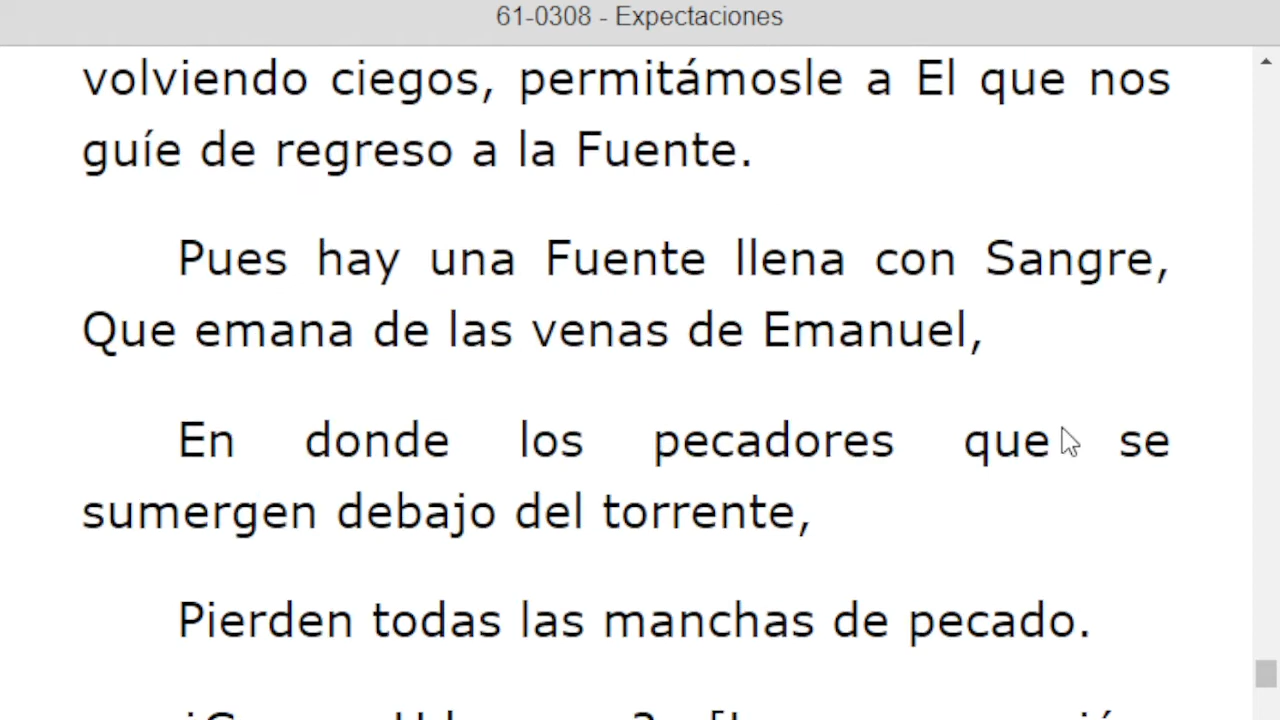 61-0308 - Expectaciones
volviendo ciegos, permitámosle a El que nos
guíe de regreso a la Fuente.
Pues hay una Fuente llena con Sangre,
Que emana de las venas de Emanuel,
En donde los pecadores que se
sumergen debajo del torrente,
Pierden todas las manchas de pecado.